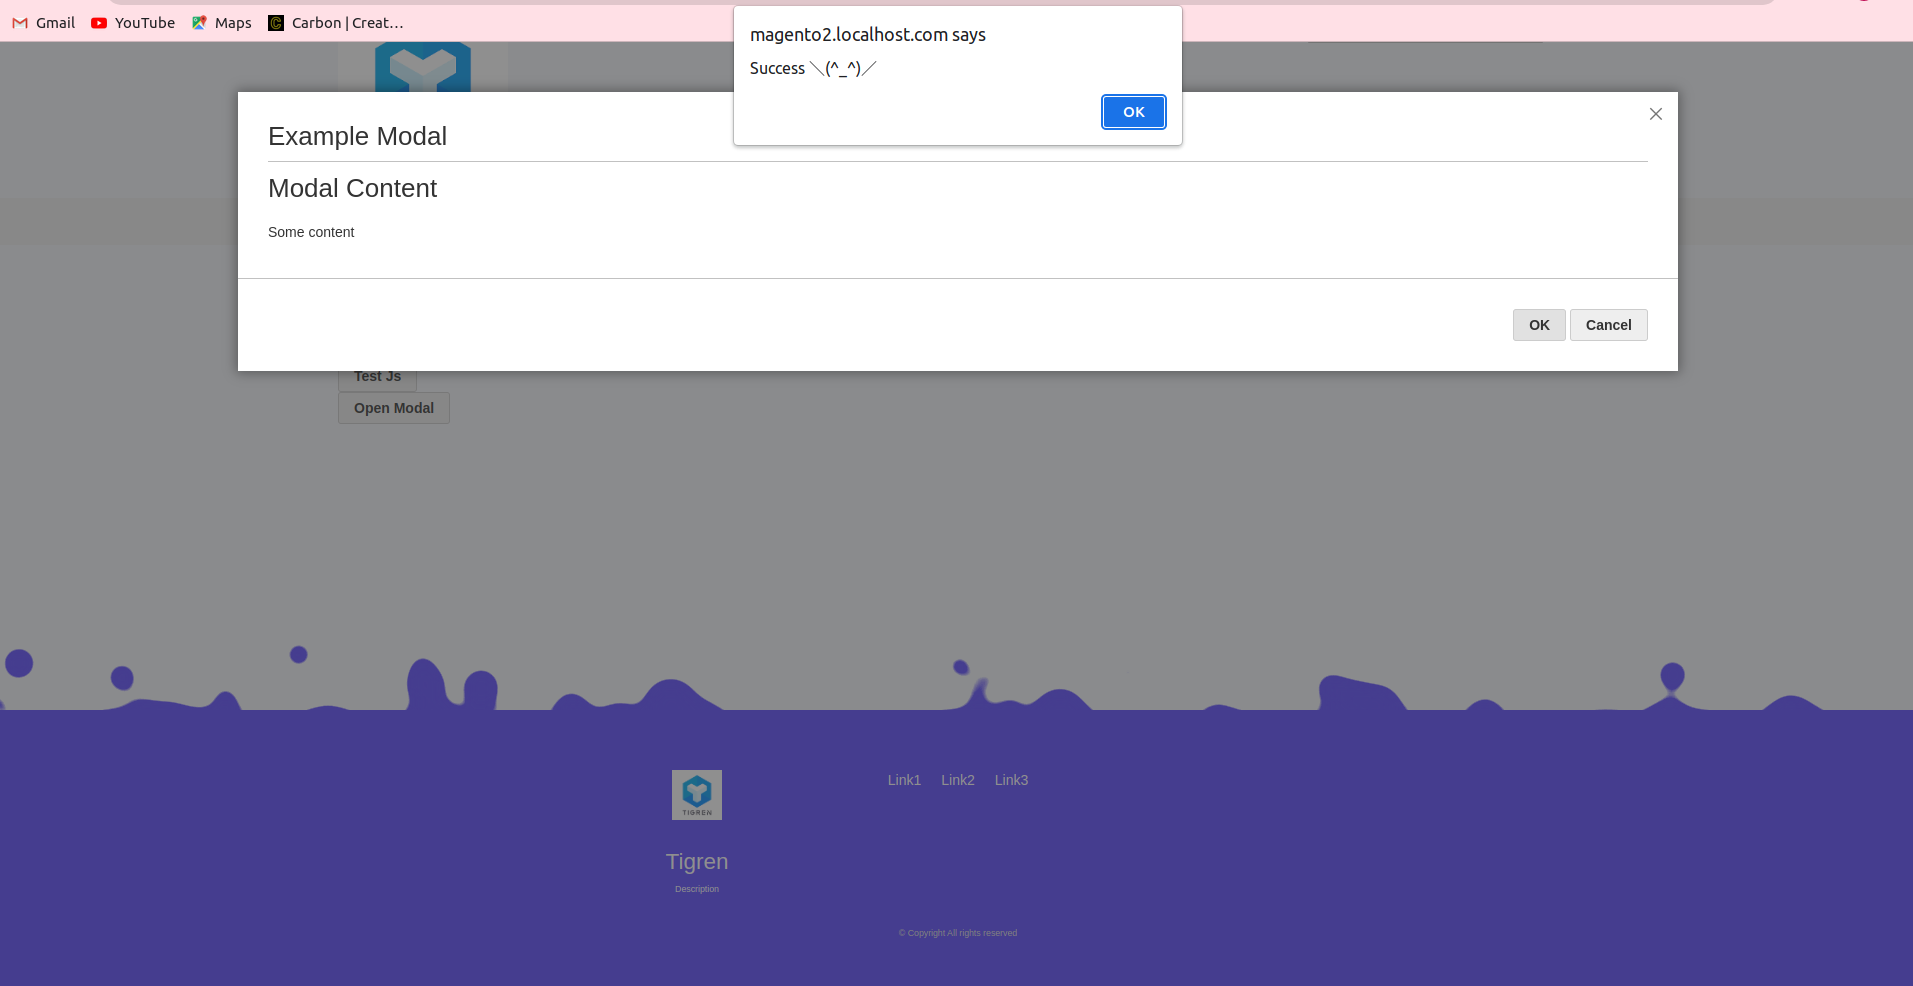 Gmail YouTube Maps Carbon | Creat...
magento2.localhost.com says
Success ＼(^_^)／
OK
Example Modal
Modal Content
Some content
OK Cancel
Test Js
Open Modal
TIGREN
Link1 Link2 Link3
Tigren
Description
© Copyright All rights reserved